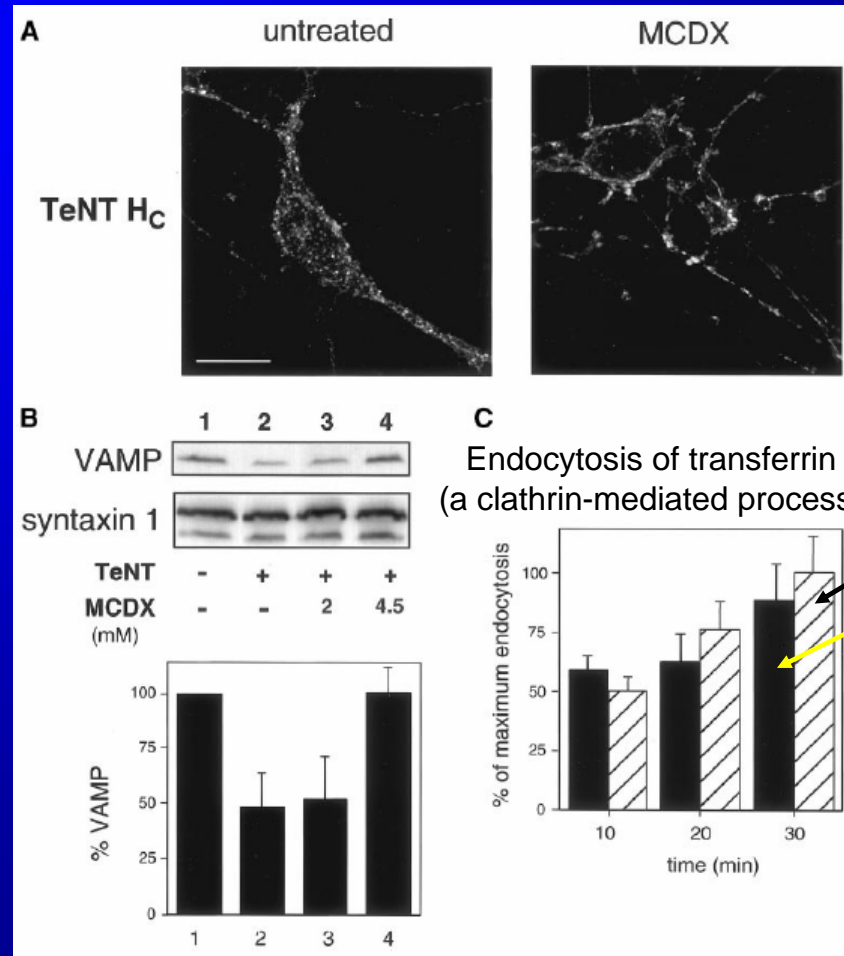 A
untreated
MCDX
TeNT HC
B
1 2 3 4
VAMP
syntaxin 1
TeNT - + + +
MCDX - - 2 4.5
(mM)
% VAMP
100
75
50
25
0
1 2 3 4
C
Endocytosis of transferrin
(a clathrin-mediated process
% of maximum endocytosis
100
75
50
25
0
10 20 30
time (min)